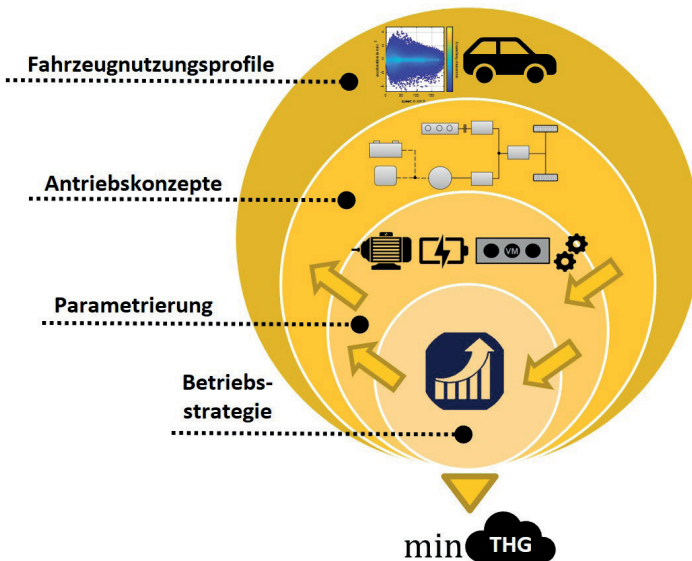 Fahrzeugnutzungsprofile
Antriebskonzepte
VM
Parametrierung
Betriebs-
strategie
min THG